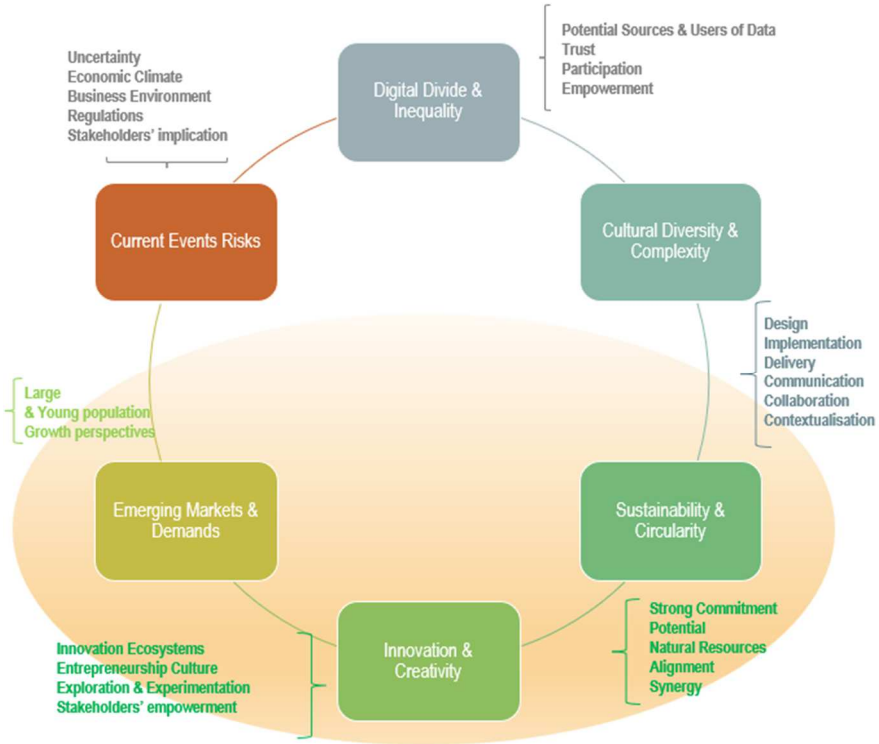 Uncertainty
Economic Climate
Business Environment
Regulations
Stakeholders' implication
Digital Divide &
Inequality
Potential Sources & Users of Data
Trust
Participation
Empowerment
Current Events Risks
Cultural Diversity &
Complexity
Design
Implementation
Delivery
Communication
Collaboration
Contextualisation
Large
& Young population
Growth perspectives
Emerging Markets &
Demands
Sustainability &
Circularity
Innovation Ecosystems
Entrepreneurship Culture
Exploration & Experimentation
Stakeholders' empowerment
Innovation &
Creativity
Strong Commitment
Potential
Natural Resources
Alignment
Synergy